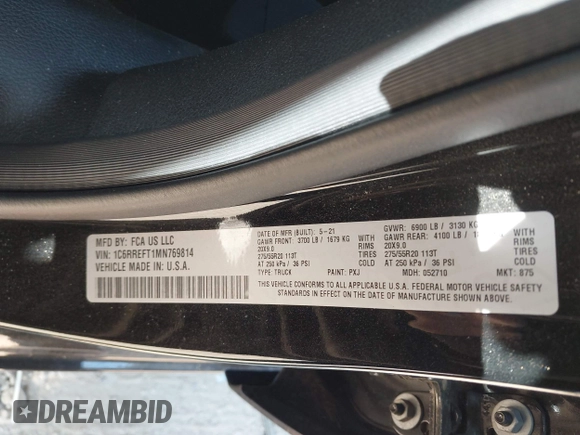 MFD BY: FCA US LLC
VIN: 1C6RREFT1MN769814
VEHICLE MADE IN U.S.A.
DATE OF MFR (BUILT): 5-21
GAWR FRONT: 3700 LB / 1679 KG WITH
20X9.0 RIMS
275/55R20 113T TIRES
AT 250 kPa / 36 PSI COLD:
TYPE: TRUCK PAINT: PXJ
GVWR: 6900 LB / 3130 KG
GAWR REAR: 4100 LB / WITH
20X9.0 RIMS
275/55R20 113T TIRES
AT 250 kPa / 36 PSI COLD:
MDH: 052710 MKT: 875
THIS VEHICLE CONFORMS TO ALL APPLICABLE U.S.A. FEDERAL MOTOR VEHICLE SAFETY
STANDARDS IN EFFECT ON THE DATE OF MANUFACTURE SHOWN ABOVE.
DREAMBID